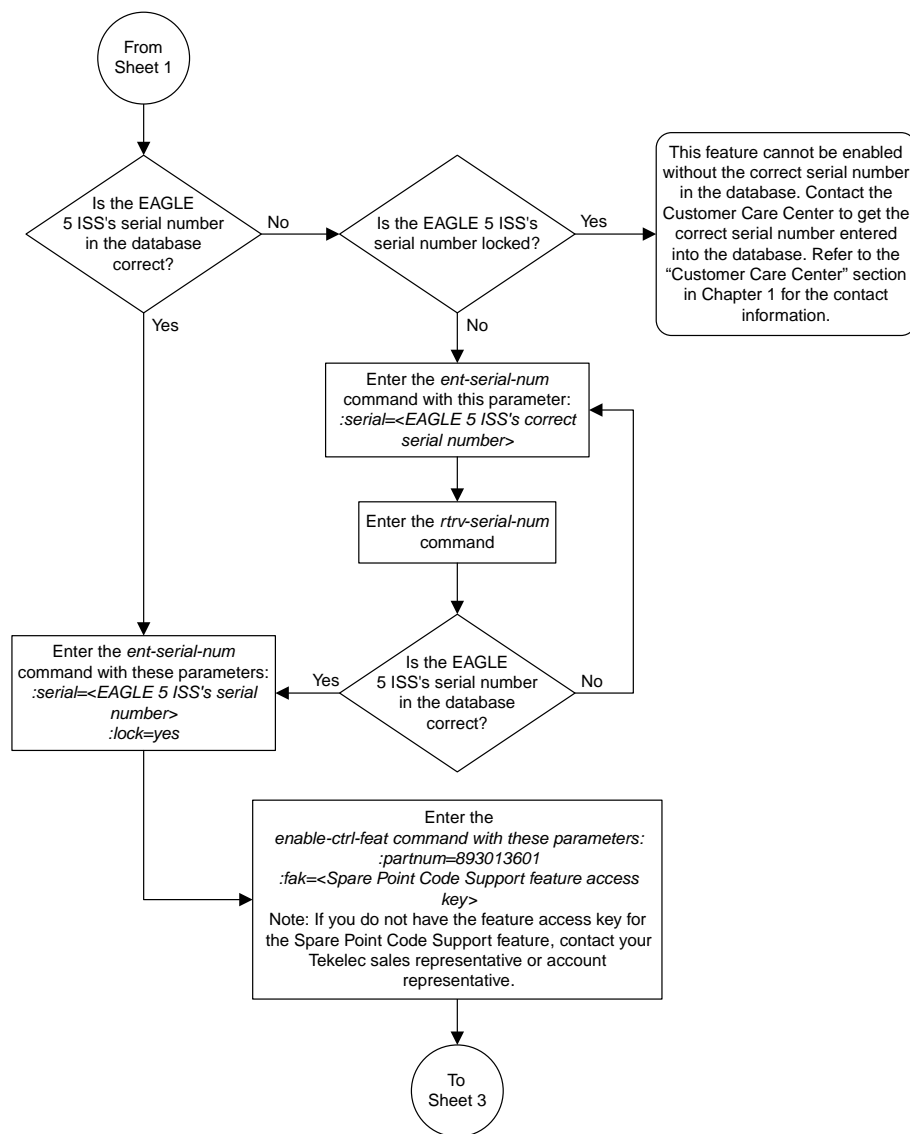 From
Sheet 1
Is the EAGLE
5 ISS's serial number
in the database
correct?
No
Is the EAGLE 5 ISS's
serial number locked?
Yes
This feature cannot be enabled
without the correct serial number
in the database. Contact the
Customer Care Center to get the
correct serial number entered
into the database. Refer to the
“Customer Care Center” section
in Chapter 1 for the contact
information.
Yes
No
Enter the ent-serial-num
command with this parameter:
:serial=<EAGLE 5 ISS's correct
serial number>
Enter the rtrv-serial-num
command
Is the EAGLE
5 ISS's serial number
in the database
correct?
Yes
No
Enter the ent-serial-num
command with these parameters:
:serial=<EAGLE 5 ISS's serial
number>
:lock=yes
Enter the
enable-ctrl-feat command with these parameters:
:partnum=893013601
:fak=<Spare Point Code Support feature access
key>
Note: If you do not have the feature access key for
the Spare Point Code Support feature, contact your
Tekelec sales representative or account
representative.
To
Sheet 3